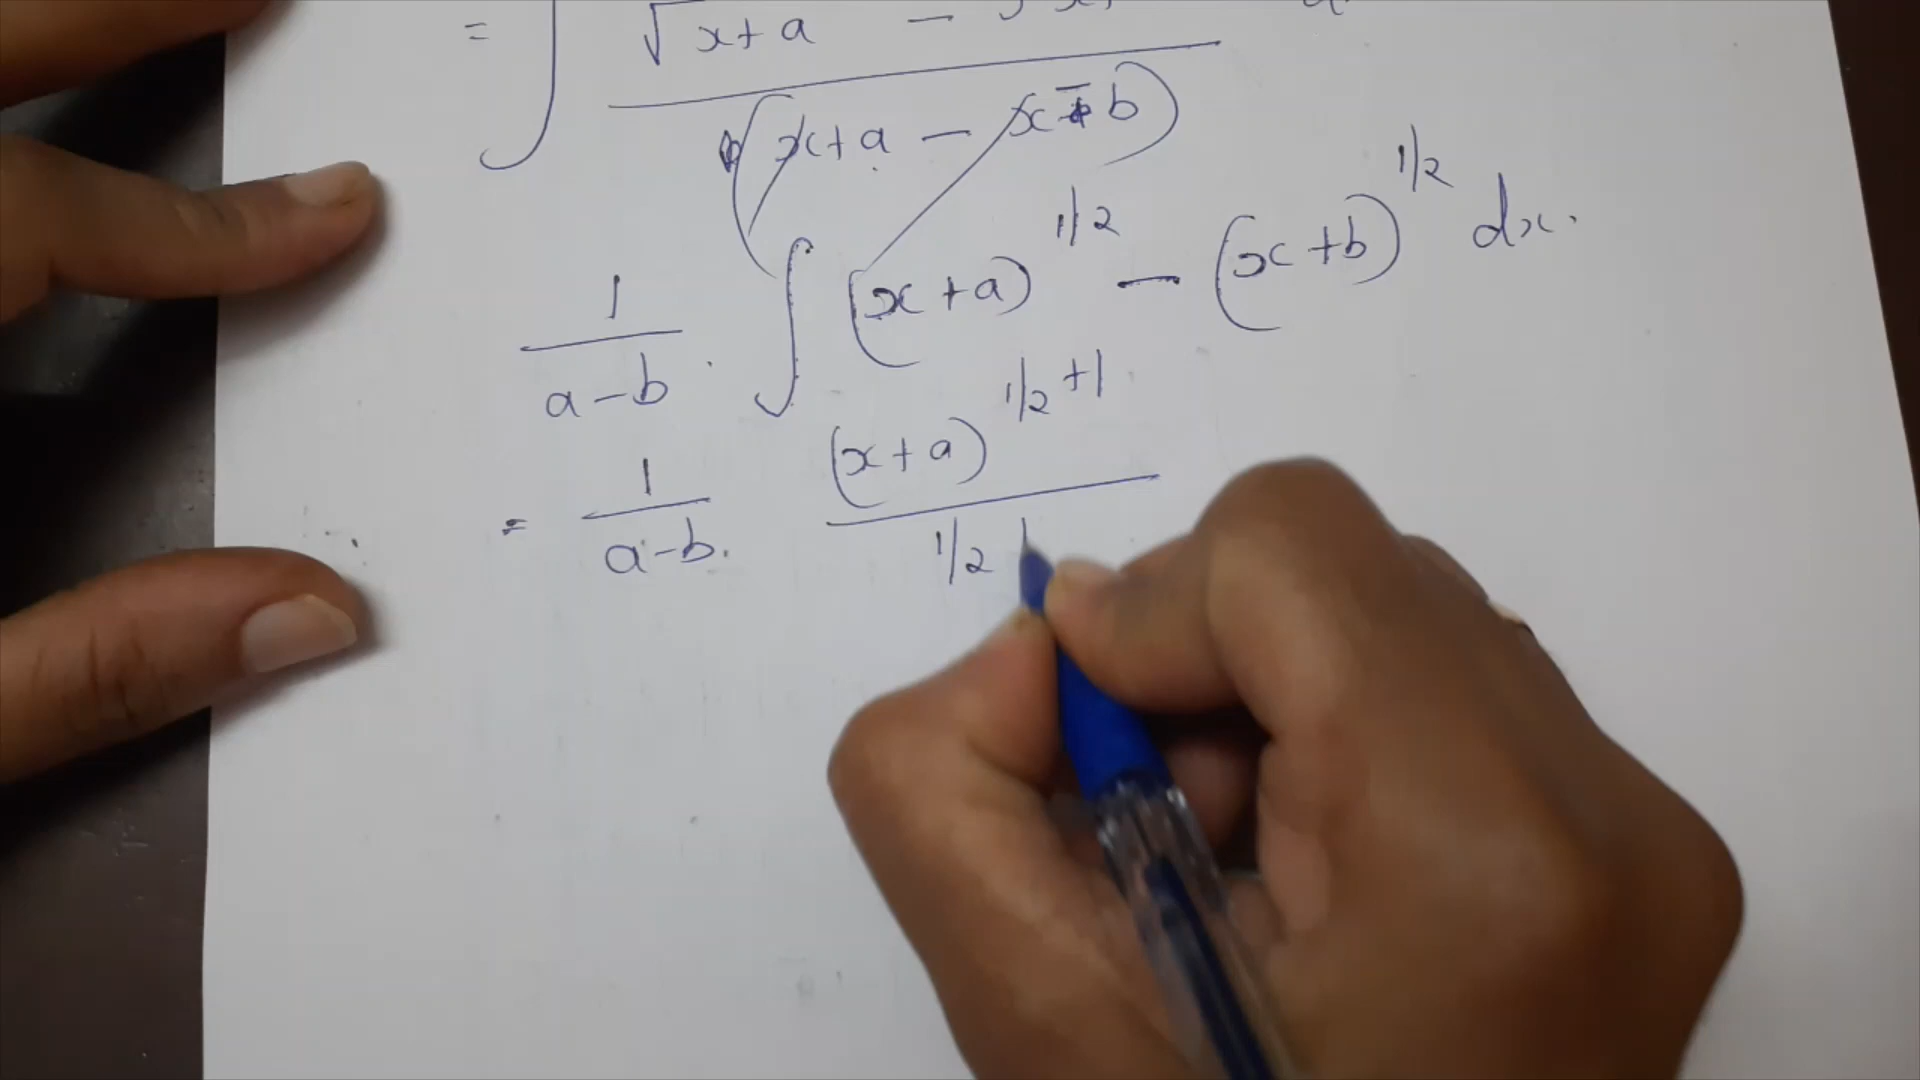 = ∫ √x+a −
(x+a − x−b)
1/a−b . ∫ (x+a)^1/2 − (x+b)^1/2 dx.
= 1/a−b . (x+a)^1/2+1 / 1/2